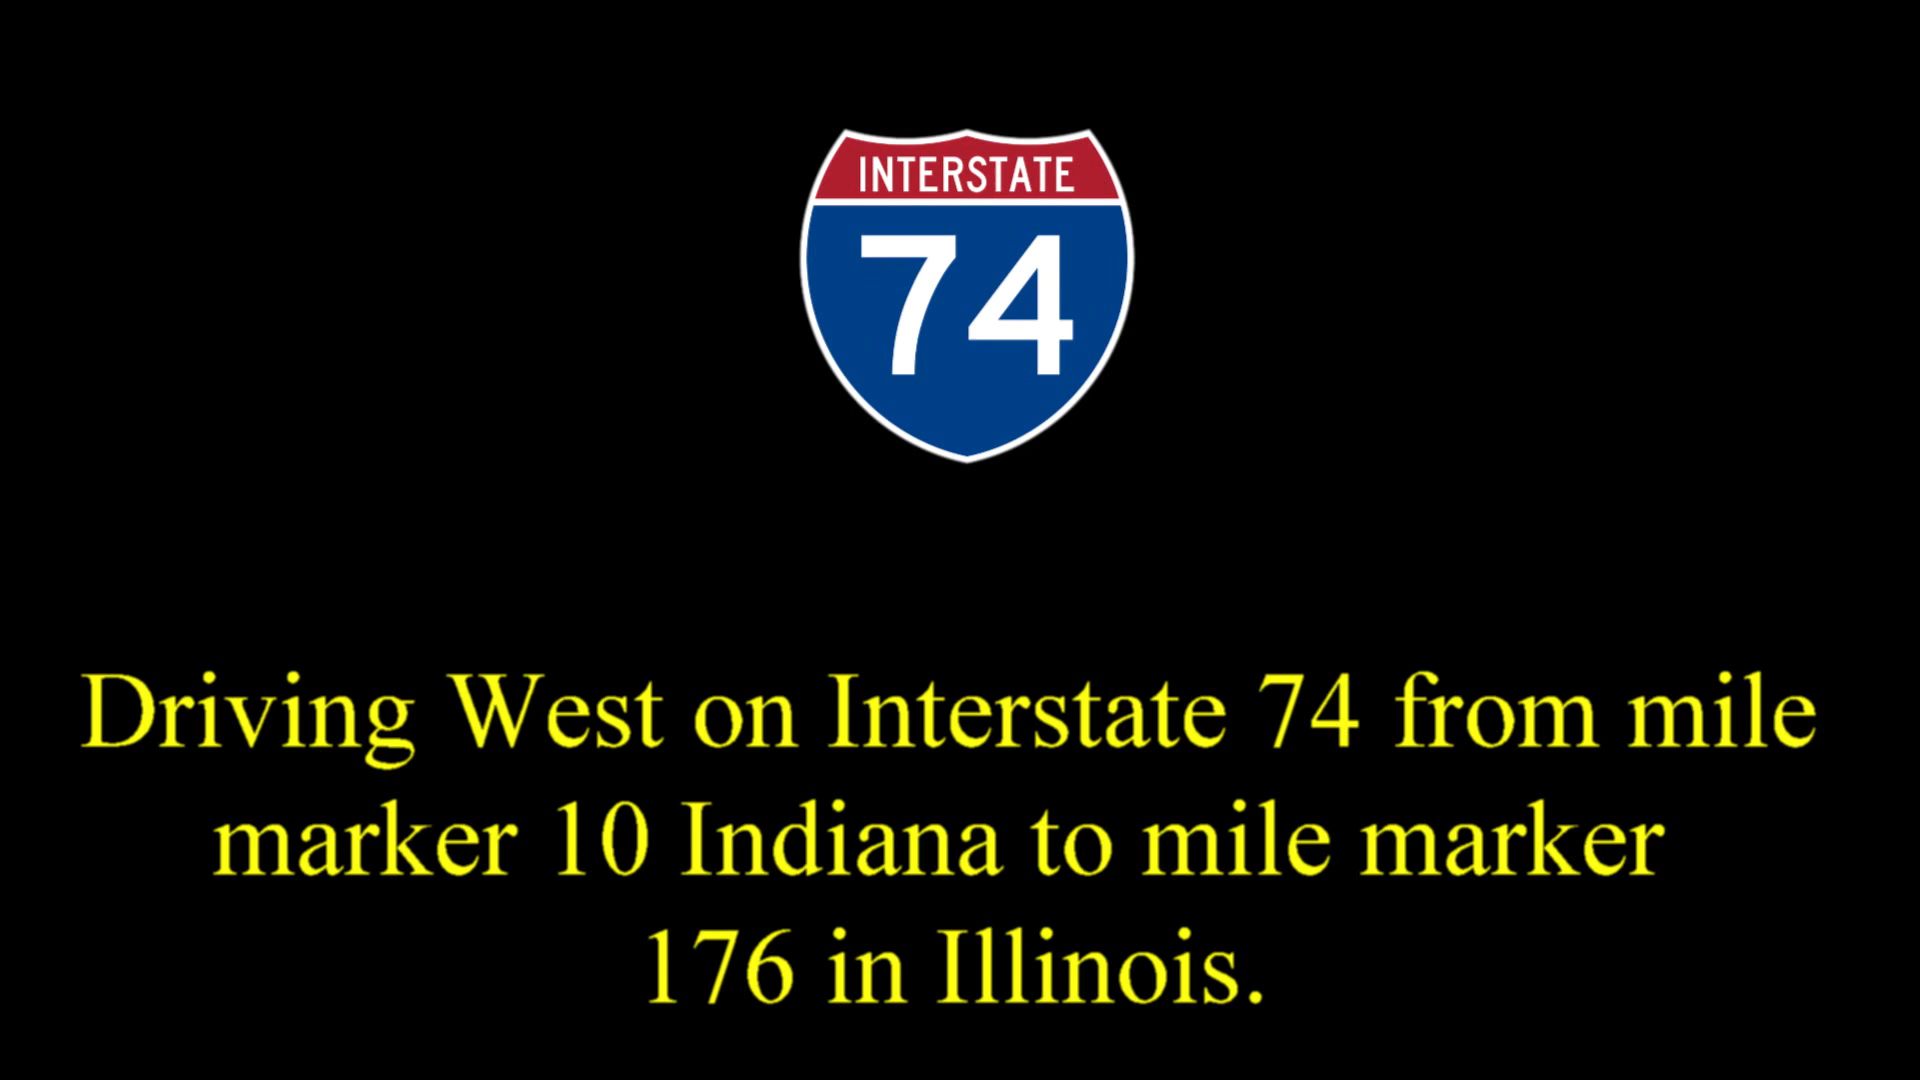 INTERSTATE
74
Driving West on Interstate 74 from mile
marker 10 Indiana to mile marker
176 in Illinois.